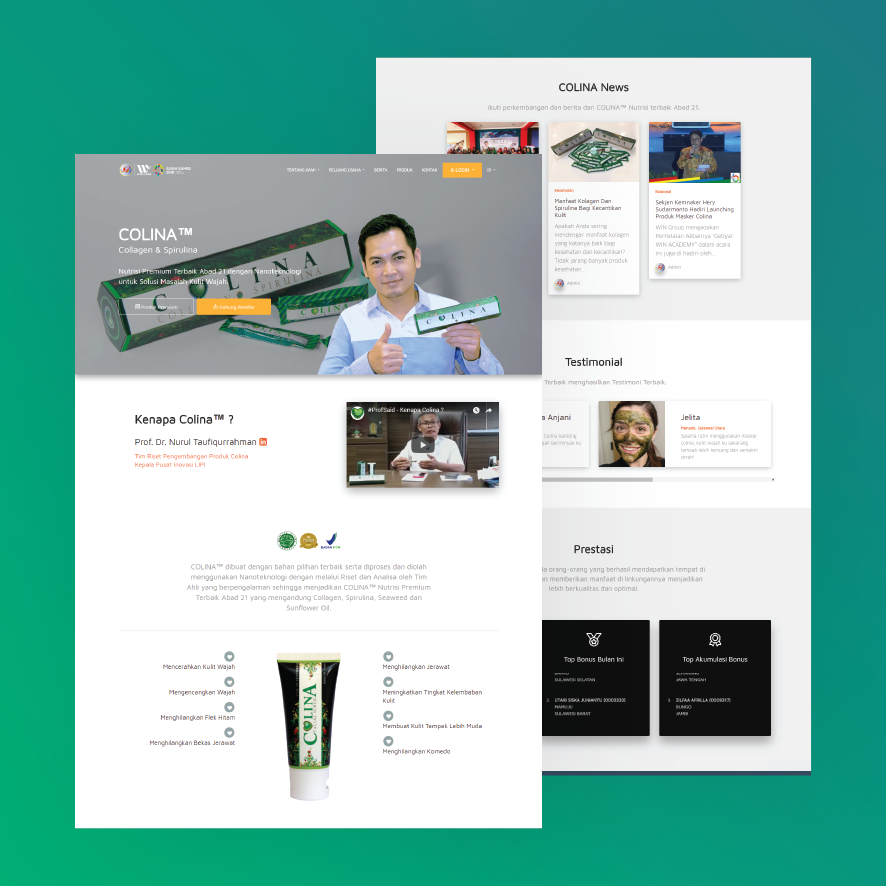 TENTANG KAMI
PELUANG USAHA
BERITA
PRODUK
KONTAK
LOGIN
ID
COLINA™
Collagen & Spirulina
Nutrisi Premium Terbaik Abad 21 dengan Nanoteknologi
untuk Solusi Masalah Kulit Wajah.
Produk Premium
Gabung Reseller
COLINA
SPIRULINA
COLINA
Kenapa Colina™ ?
Prof. Dr. Nurul Taufiqurrahman in
Tim Riset Pengembangan Produk Colina
Kepala Pusat Inovasi LIPI
#ProfSaid - Kenapa Colina ?
BADAN POM
COLINA™ dibuat dengan bahan pilihan terbaik serta diproses dan diolah
menggunakan Nanoteknologi dengan melalui Riset dan Analisa oleh Tim
Ahli yang berpengalaman sehingga menjadikan COLINA™ Nutrisi Premium
Terbaik Abad 21 yang mengandung Collagen, Spirulina, Seaweed dan
Sunflower Oil.
Mencerahkan Kulit Wajah
Mengencangkan Wajah
Menghilangkan Flek Hitam
Menghilangkan Bekas Jerawat
COLINA
Menghilangkan Jerawat
Meningkatkan Tingkat Kelembaban
Kulit
Membuat Kulit Tampak Lebih Muda
Menghilangkan Komedo
COLINA News
Ikuti perkembangan dan berita dari COLINA™ Nutrisi terbaik Abad 21.
Kesehatan
Manfaat Kolagen Dan
Spirulina Bagi Kecantikan
Kulit
Apakah Anda sering
mendengar manfaat kolagen
yang katanya baik bagi
kesehatan dan kecantikan?
Tidak jarang banyak produk
kesehatan...
Admin
Nasional
Sekjen Kemnaker Hery
Sudarmanto Hadiri Launching
Produk Masker Colina
WIN Group mengadakan
Perhelatan Akbarnya "Gebyar
WIN ACADEMY" dalam acara
ini juga di hadiri oleh...
Admin
Testimonial
Terbaik menghasilkan Testimoni Terbaik.
a Anjani
Jelita
Manado, Sulawesi Utara
Selama rutin menggunakan masker
colina, kulit wajah ku sekarang
tampak lebih kencang dan semakin
cerah!
Prestasi
orang-orang yang berhasil mendapatkan tempat di
memberikan manfaat di lingkungannya menjadikan
lebih berkualitas dan optimal.
Top Bonus Bulan Ini
SULAWESI SELATAN
UTARI SISKA JUNIANTU (0003333)
MAMUJU
SULAWESI BARAT
Top Akumulasi Bonus
JAWA TENGAH
ZILFAA AFRILLA (0009317)
BUNGO
JAMBI